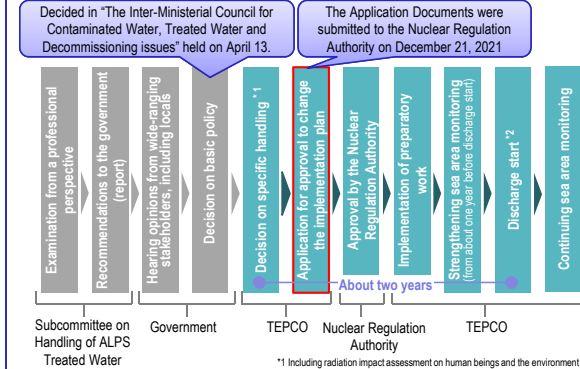 Decided in "The Inter-Ministerial Council for
Contaminated Water, Treated Water and
Decommissioning issues" held on April 13.
The Application Documents were
submitted to the Nuclear Regulation
Authority on December 21, 2021
Examination from a professional
perspective
Recommendations to the government
(report)
Hearing opinions from wide-ranging
stakeholders, including locals
Decision on basic policy
Decision on specific handling *1
Application for approval to change
the implementation plan
Approval by the Nuclear
Regulation Authority
Implementation of preparatory
work
Strengthening sea area monitoring
(from about one year before discharge start)
Discharge start *2
Continuing sea area monitoring
About two years
Subcommittee on
Handling of ALPS
Treated Water
Government
TEPCO
Nuclear Regulation
Authority
TEPCO
*1 Including radiation impact assessment on human beings and the environment